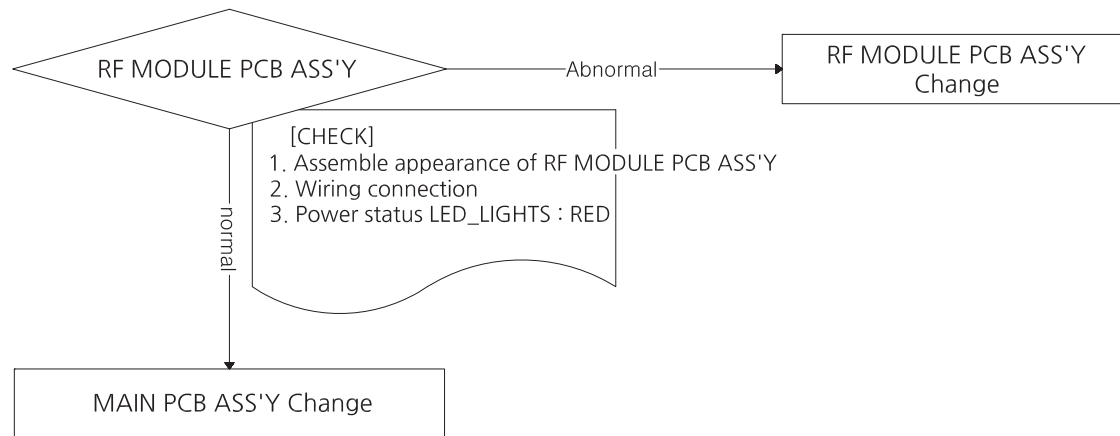 RF MODULE PCB ASS'Y
Abnormal
RF MODULE PCB ASS'Y
Change
[CHECK]
1. Assemble appearance of RF MODULE PCB ASS'Y
2. Wiring connection
3. Power status LED_LIGHTS : RED
normal
MAIN PCB ASS'Y Change